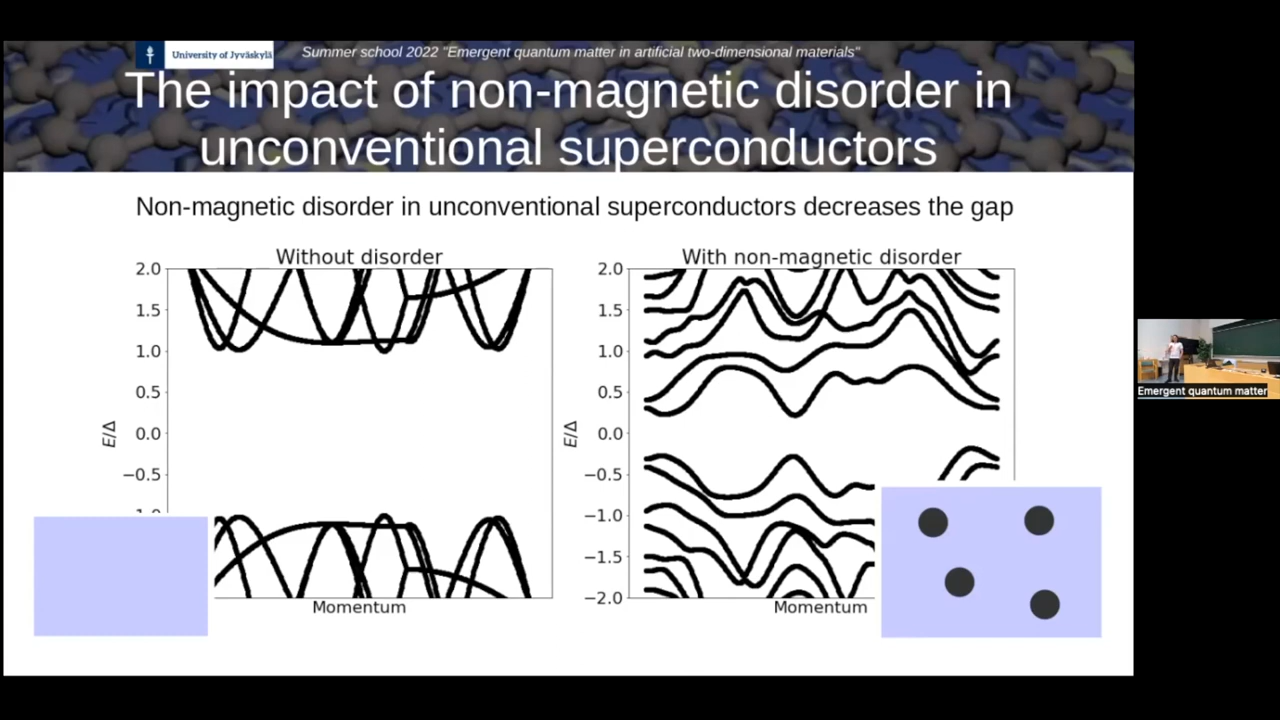 University of Jyväskylä
Summer school 2022 "Emergent quantum matter in artificial two-dimensional materials"
The impact of non-magnetic disorder in
unconventional superconductors
Non-magnetic disorder in unconventional superconductors decreases the gap
Without disorder
2.0
1.5
1.0
0.5
0.0
−0.5
E/Δ
Momentum
With non-magnetic disorder
2.0
1.5
1.0
0.5
0.0
−0.5
−1.0
−1.5
−2.0
E/Δ
Momentum
Emergent quantum matter